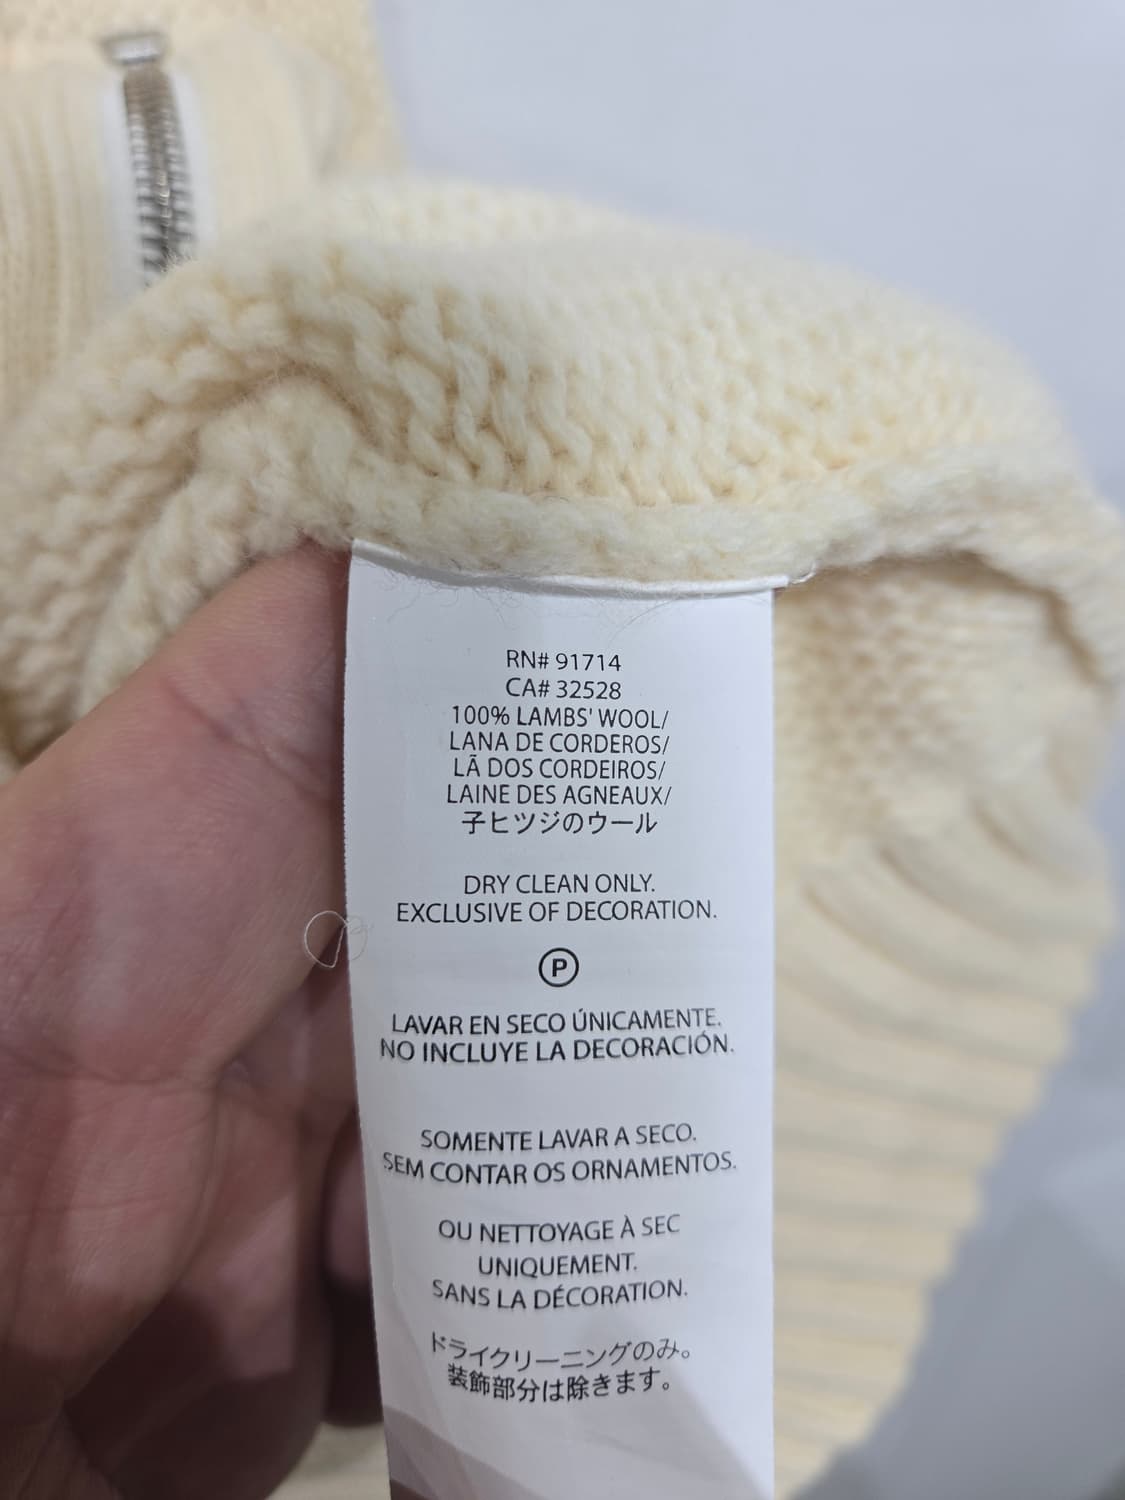 RN# 91714
CA# 32528
100% LAMBS' WOOL/
LANA DE CORDEROS/
LÃ DOS CORDEIROS/
LAINE DES AGNEAUX/
子ヒツジのウール
DRY CLEAN ONLY.
EXCLUSIVE OF DECORATION.
P
LAVAR EN SECO ÚNICAMENTE.
NO INCLUYE LA DECORACIÓN.
SOMENTE LAVAR A SECO.
SEM CONTAR OS ORNAMENTOS.
OU NETTOYAGE À SEC
UNIQUEMENT.
SANS LA DÉCORATION.
ドライクリーニングのみ。
装飾部分は除きます。